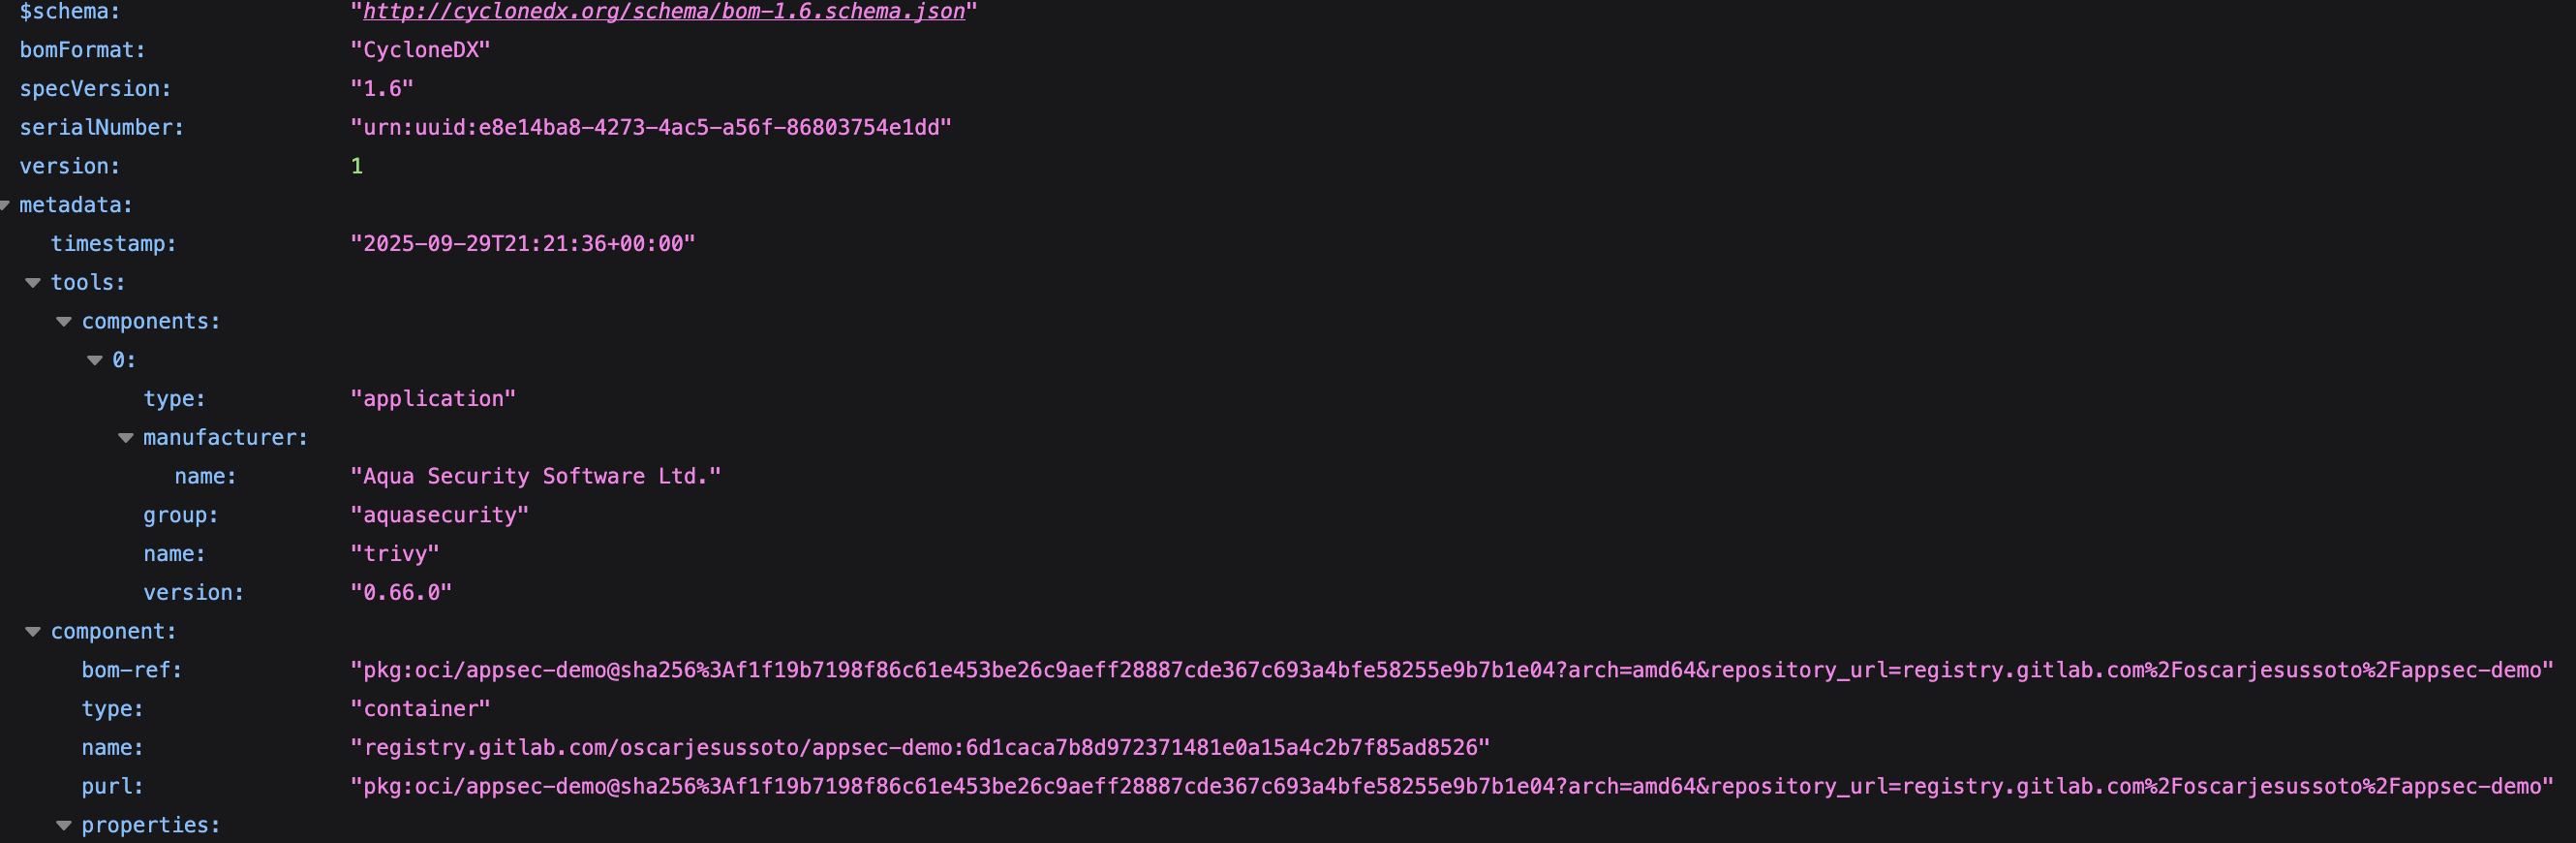 $schema: "http://cyclonedx.org/schema/bom-1.6.schema.json"
bomFormat: "CycloneDX"
specVersion: "1.6"
serialNumber: "urn:uuid:e8e14ba8-4273-4ac5-a56f-86803754e1dd"
version: 1
metadata:
timestamp: "2025-09-29T21:21:36+00:00"
tools:
components:
0:
type: "application"
manufacturer:
name: "Aqua Security Software Ltd."
group: "aquasecurity"
name: "trivy"
version: "0.66.0"
component:
bom-ref: "pkg:oci/appsec-demo@sha256%3Af1f19b7198f86c61e453be26c9aeff28887cde367c693a4bfe58255e9b7b1e04?arch=amd64&repository_url=registry.gitlab.com%2Foscarjesussoto%2Fappsec-demo"
type: "container"
name: "registry.gitlab.com/oscarjesussoto/appsec-demo:6d1caca7b8d972371481e0a15a4c2b7f85ad8526"
purl: "pkg:oci/appsec-demo@sha256%3Af1f19b7198f86c61e453be26c9aeff28887cde367c693a4bfe58255e9b7b1e04?arch=amd64&repository_url=registry.gitlab.com%2Foscarjesussoto%2Fappsec-demo"
properties: